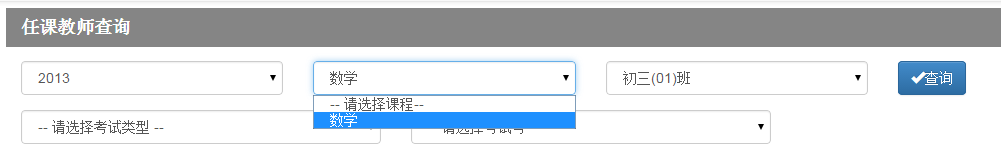 任课教师查询
2013
数学
初三(01)班
查询
-- 请选择课程--
数学
-- 请选择考试类型 --